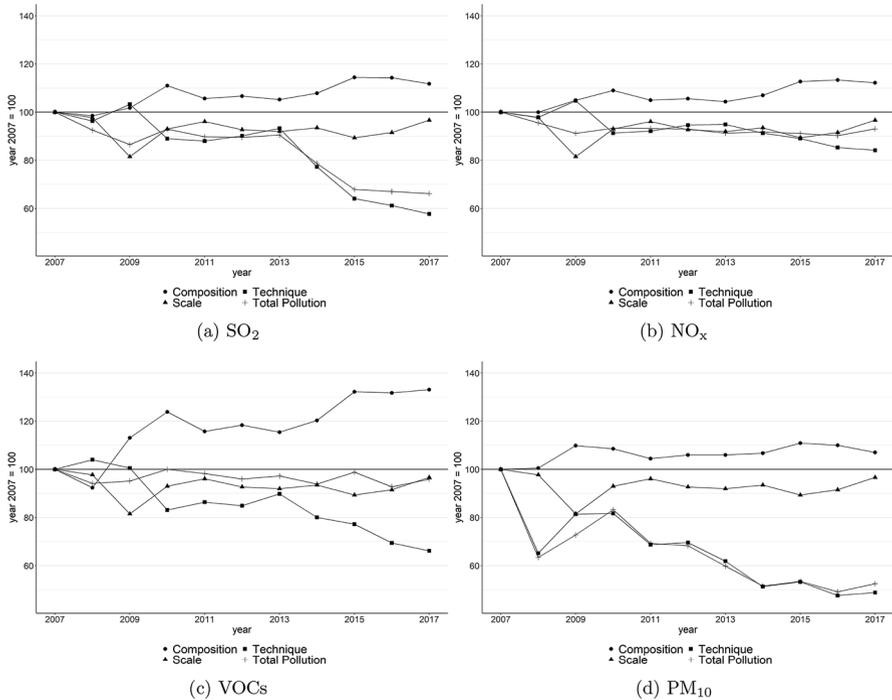 140
120
100
80
60
year 2007 = 100
2007 2009 2011 2013 2015 2017
year
Composition Technique
Scale Total Pollution
(a) SO₂
140
120
100
80
60
year 2007 = 100
2007 2009 2011 2013 2015 2017
year
Composition Technique
Scale Total Pollution
(b) NOₓ
140
120
100
80
60
year 2007 = 100
2007 2009 2011 2013 2015 2017
year
Composition Technique
Scale Total Pollution
(c) VOCs
140
120
100
80
60
year 2007 = 100
2007 2009 2011 2013 2015 2017
year
Composition Technique
Scale Total Pollution
(d) PM₁₀